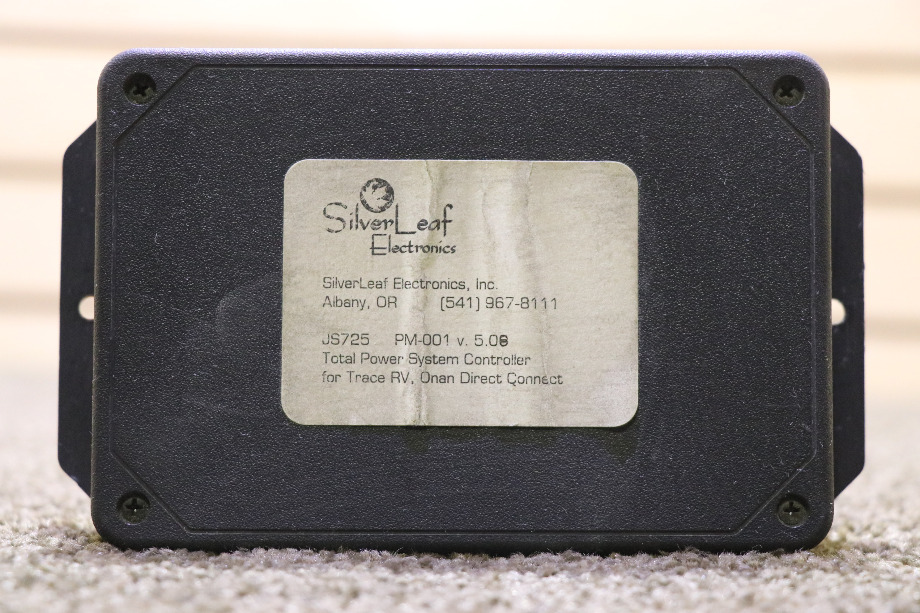 SilverLeaf
Electronics
SilverLeaf Electronics, Inc.
Albany, OR (541) 967-8111
JS725 PM-001 v. 5.08
Total Power System Controller
for Trace RV, Onan Direct Connect